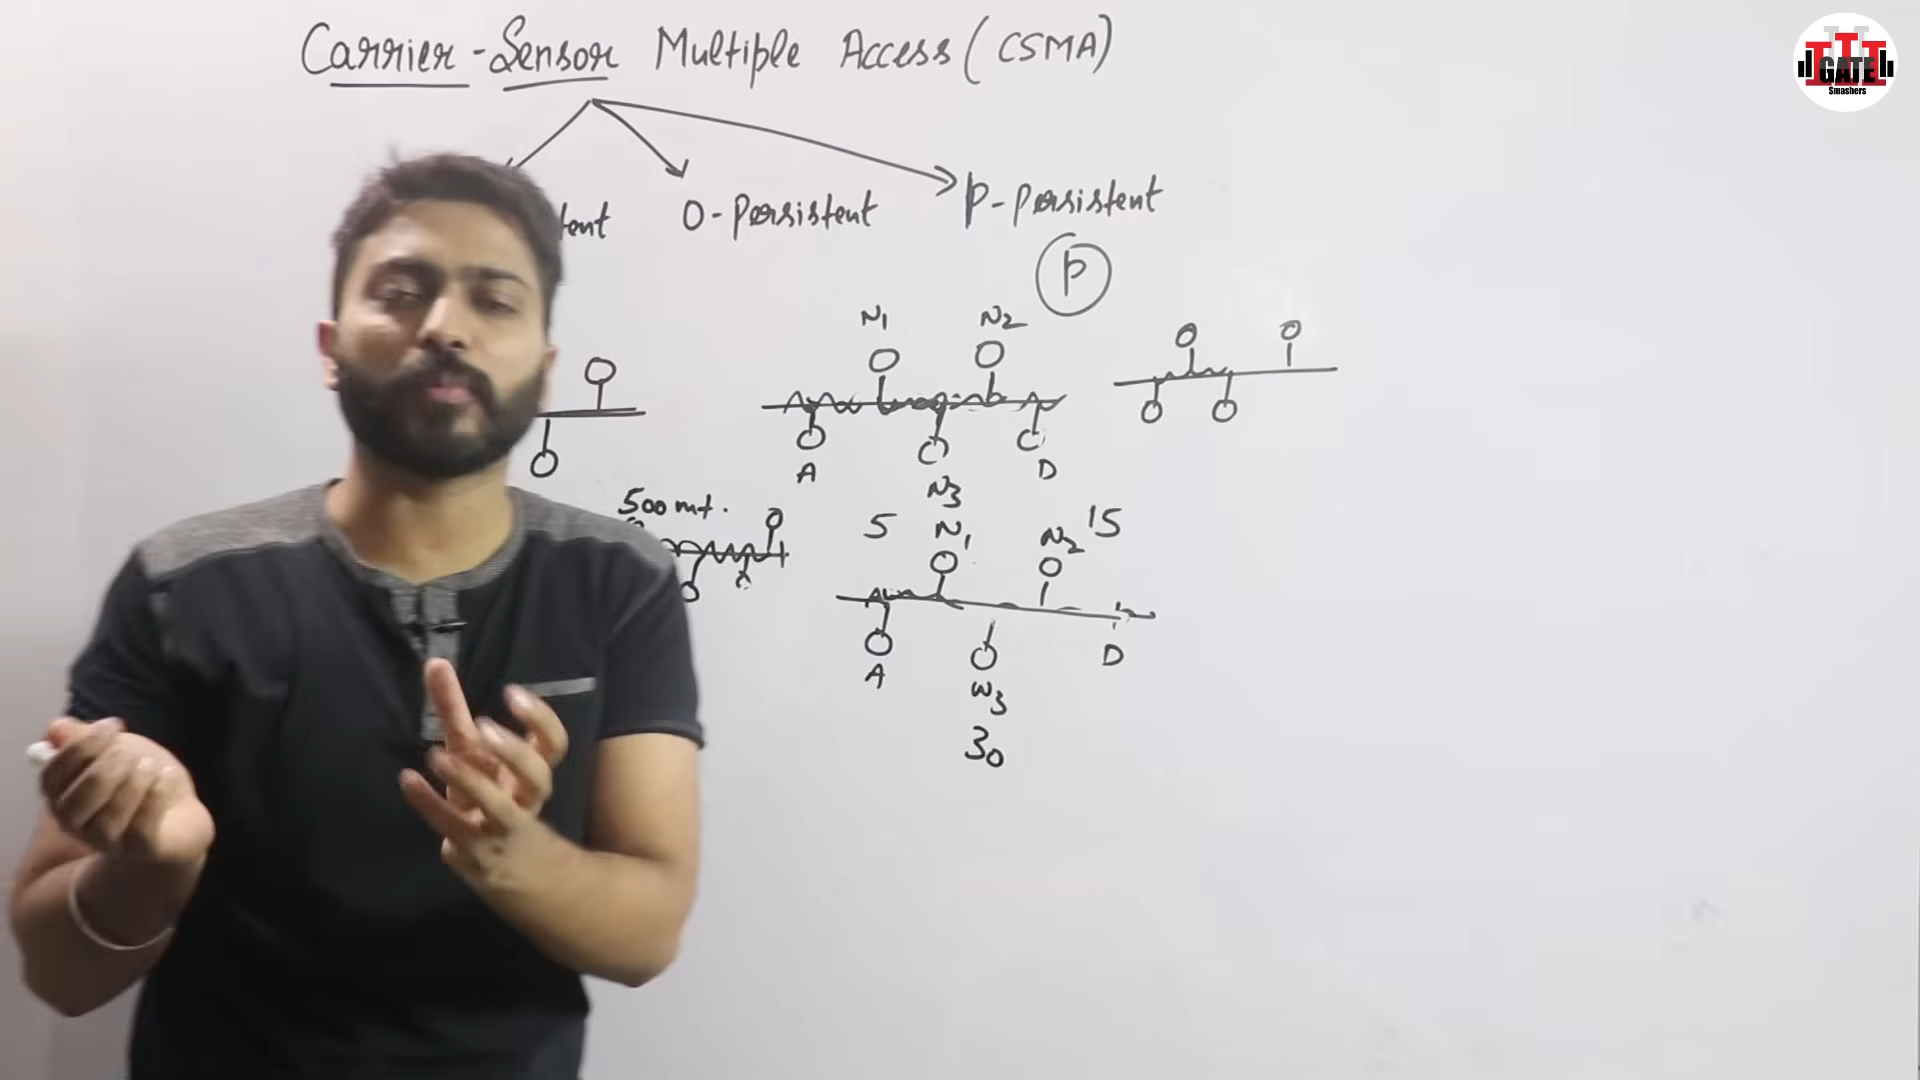 Carrier-Sensor Multiple Access (CSMA)
tent O-Persistent P-Persistent
P
N1 N2
A N3 D
500 mt. 5 N1 N2 15
A W3 D
30
GATE
Smashers